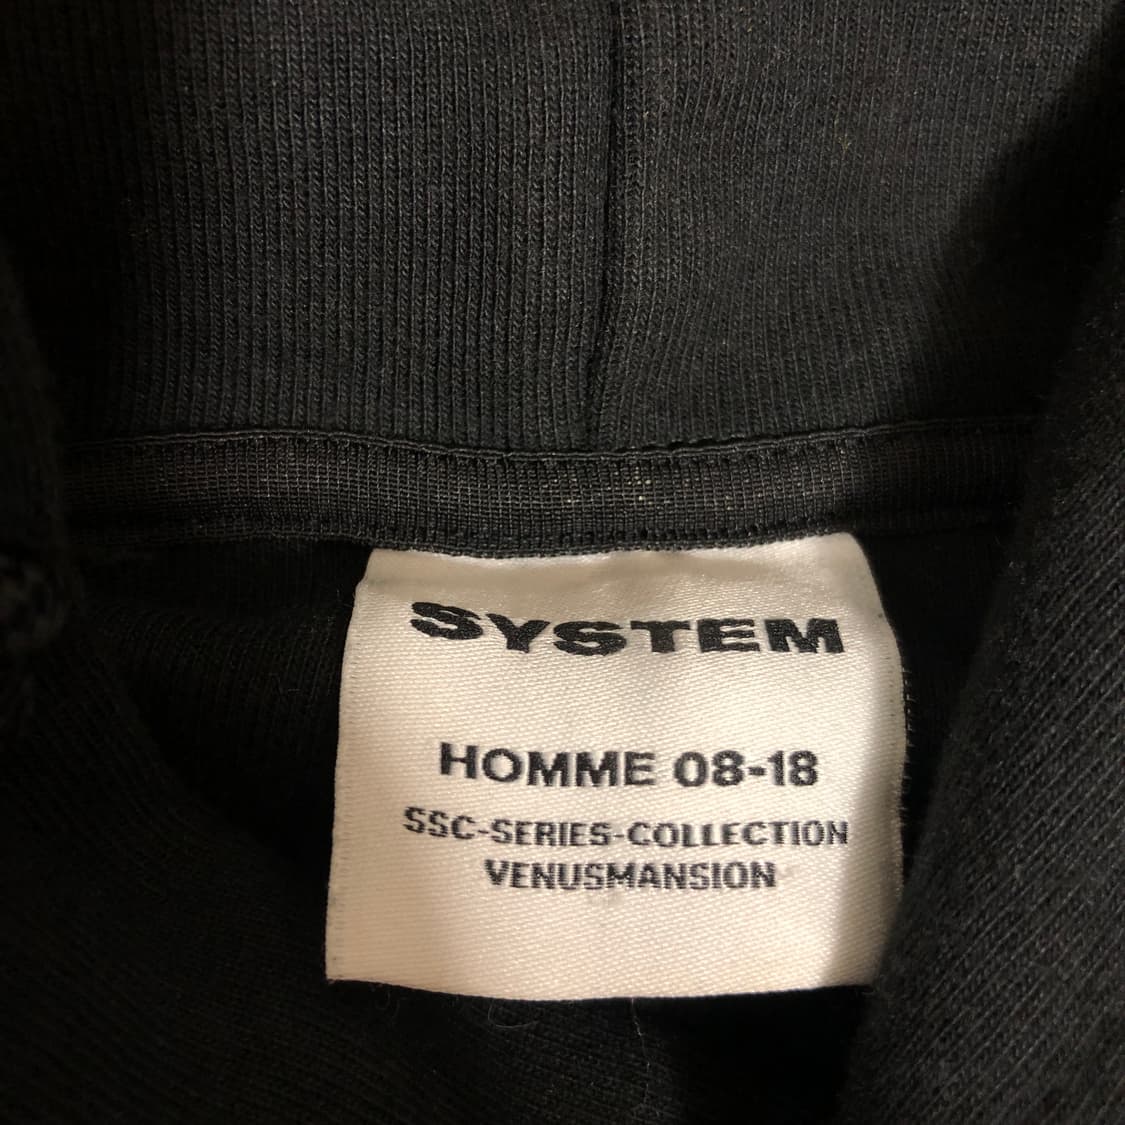 SYSTEM
HOMME 08-18
SSC-SERIES-COLLECTION
VENUSMANSION